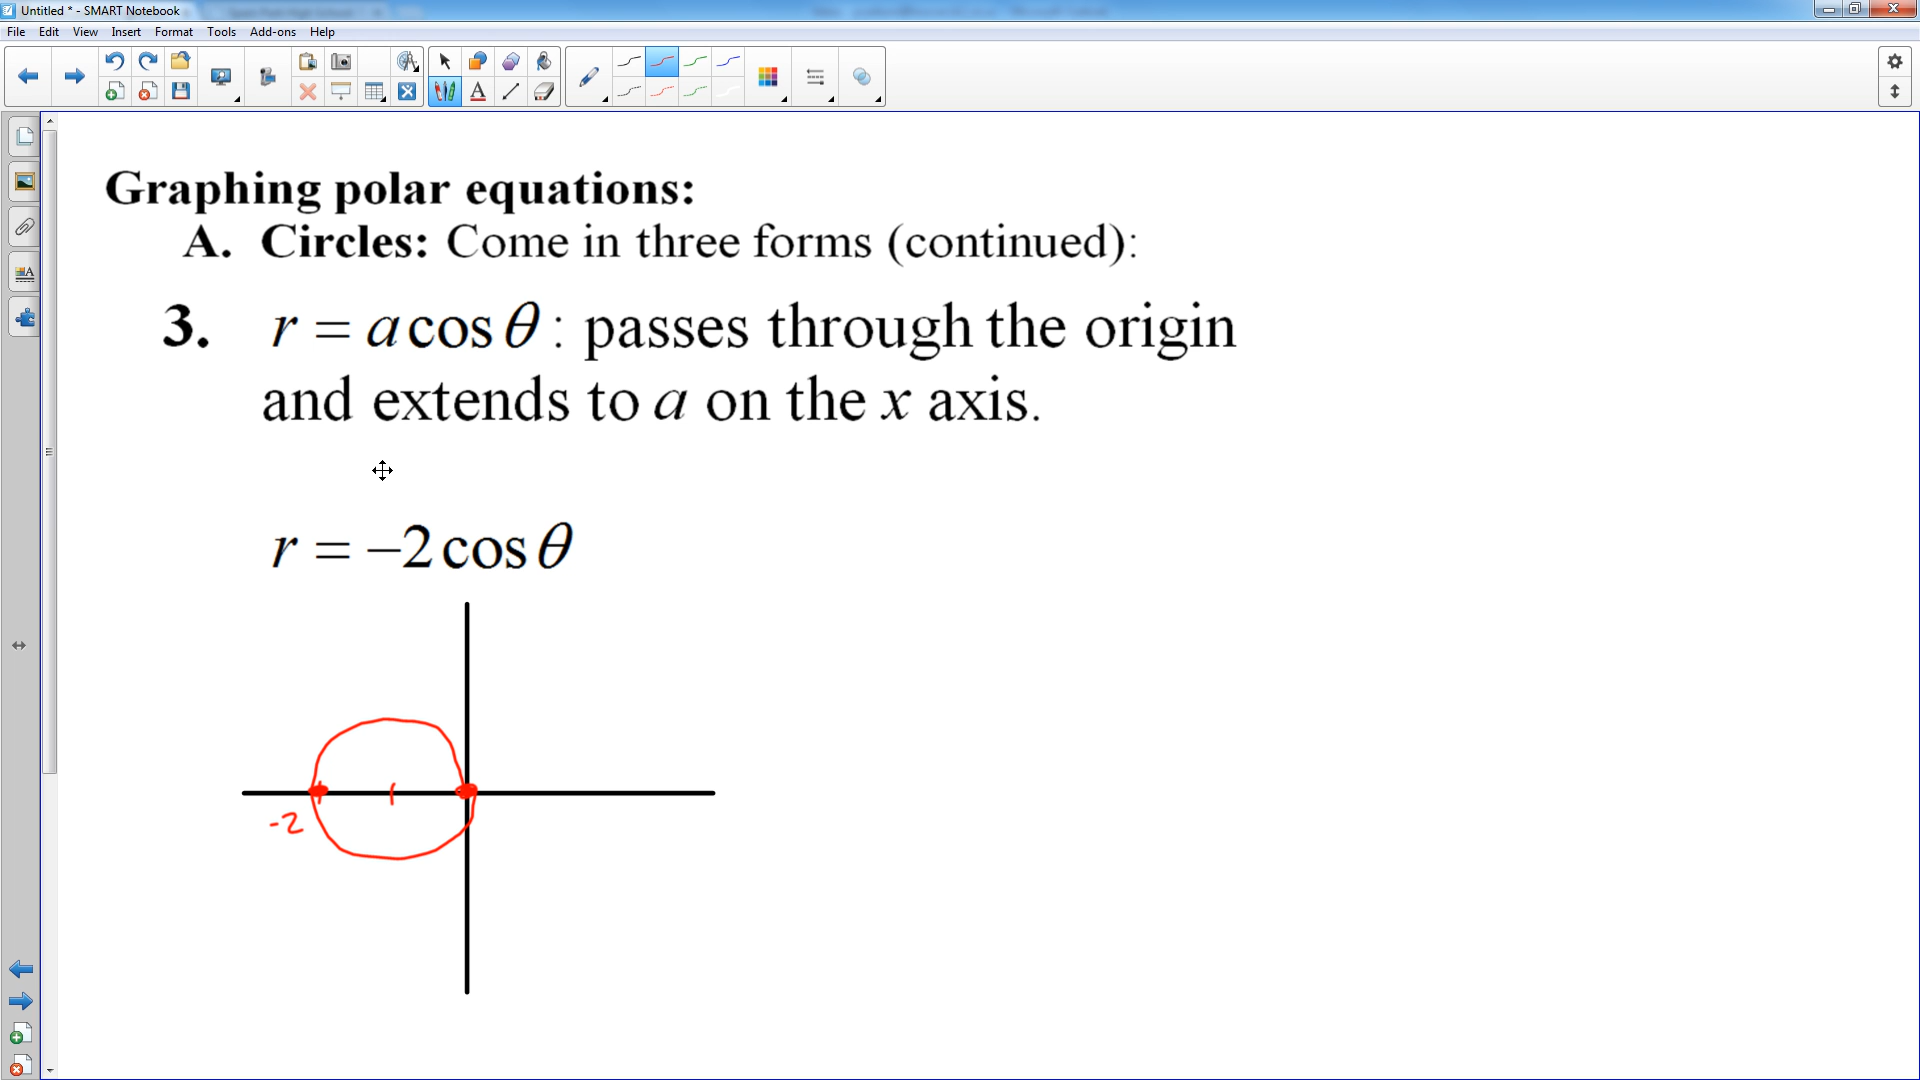 Untitled * - SMART Notebook
File Edit View Insert Format Tools Add-ons Help
Graphing polar equations:
A. Circles: Come in three forms (continued):
3. r = a cos θ : passes through the origin
and extends to a on the x axis.
r = −2 cos θ
-2